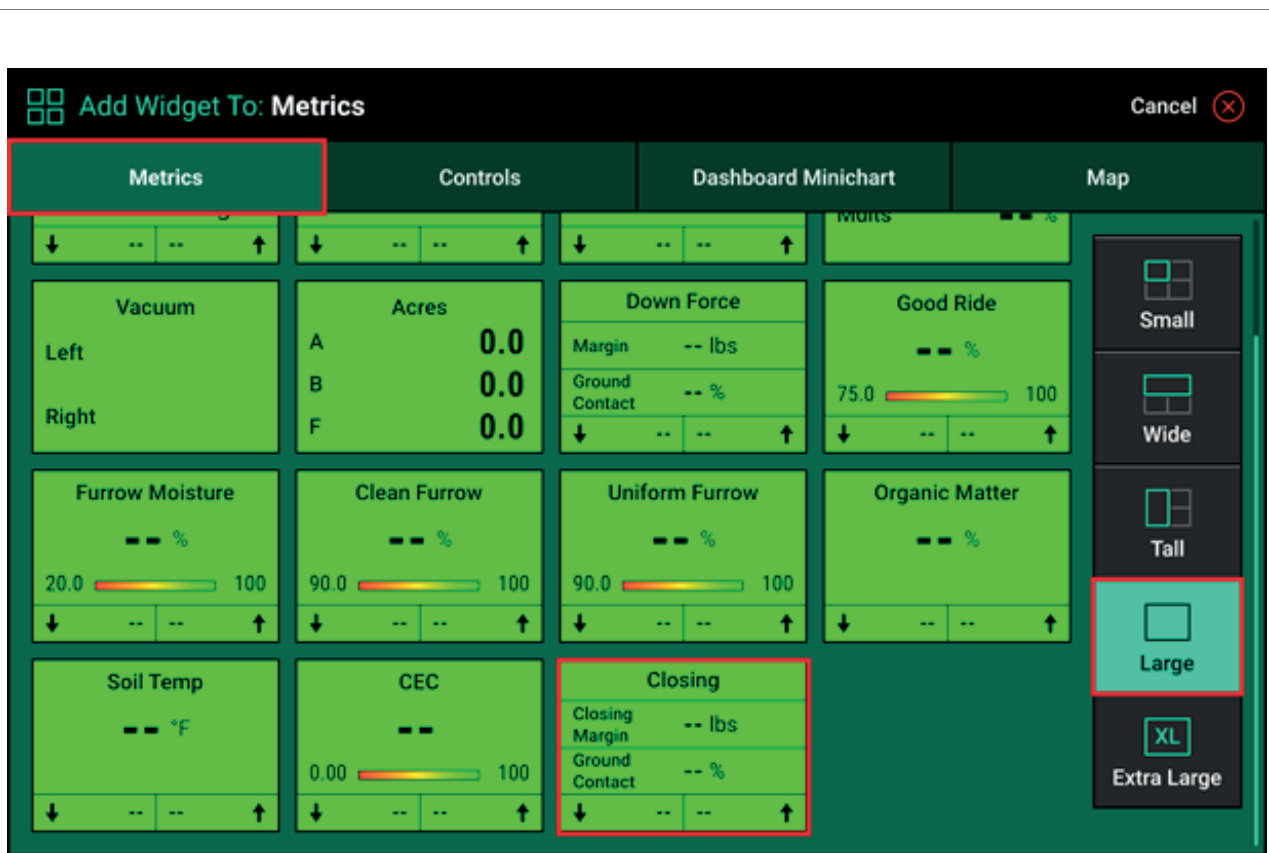 Add Widget To: Metrics
Cancel
Metrics Controls Dashboard Minichart Map
Mults -- %
-- -- -- -- -- --
Vacuum
Left
Right
Acres
A 0.0
B 0.0
F 0.0
Down Force
Margin -- lbs
Ground
Contact -- %
-- --
Good Ride
-- %
75.0 100
-- --
Furrow Moisture
-- %
20.0 100
-- --
Clean Furrow
-- %
90.0 100
-- --
Uniform Furrow
-- %
90.0 100
-- --
Organic Matter
-- %
-- --
Soil Temp
-- °F
-- --
CEC
--
0.00 100
-- --
Closing
Closing
Margin -- lbs
Ground
Contact -- %
-- --
Small
Wide
Tall
Large
XL
Extra Large